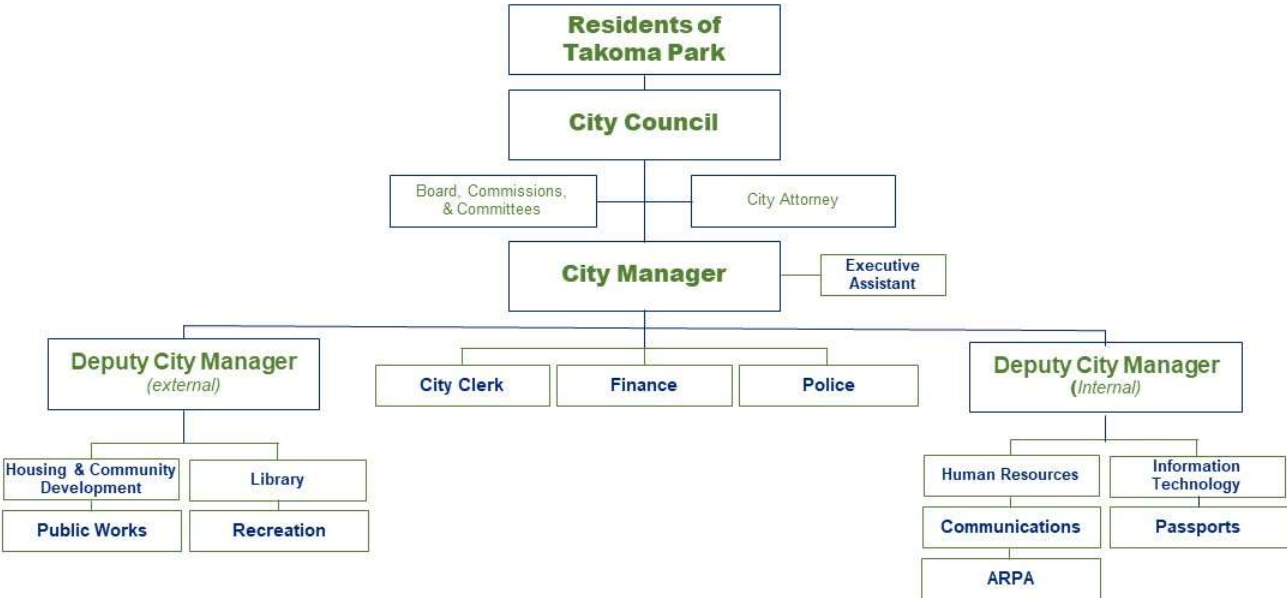 Residents of
Takoma Park
City Council
Board, Commissions,
& Committees
City Attorney
City Manager
Executive
Assistant
Deputy City Manager
(external)
City Clerk
Finance
Police
Deputy City Manager
(Internal)
Housing & Community
Development
Library
Human Resources
Information
Technology
Public Works
Recreation
Communications
Passports
ARPA